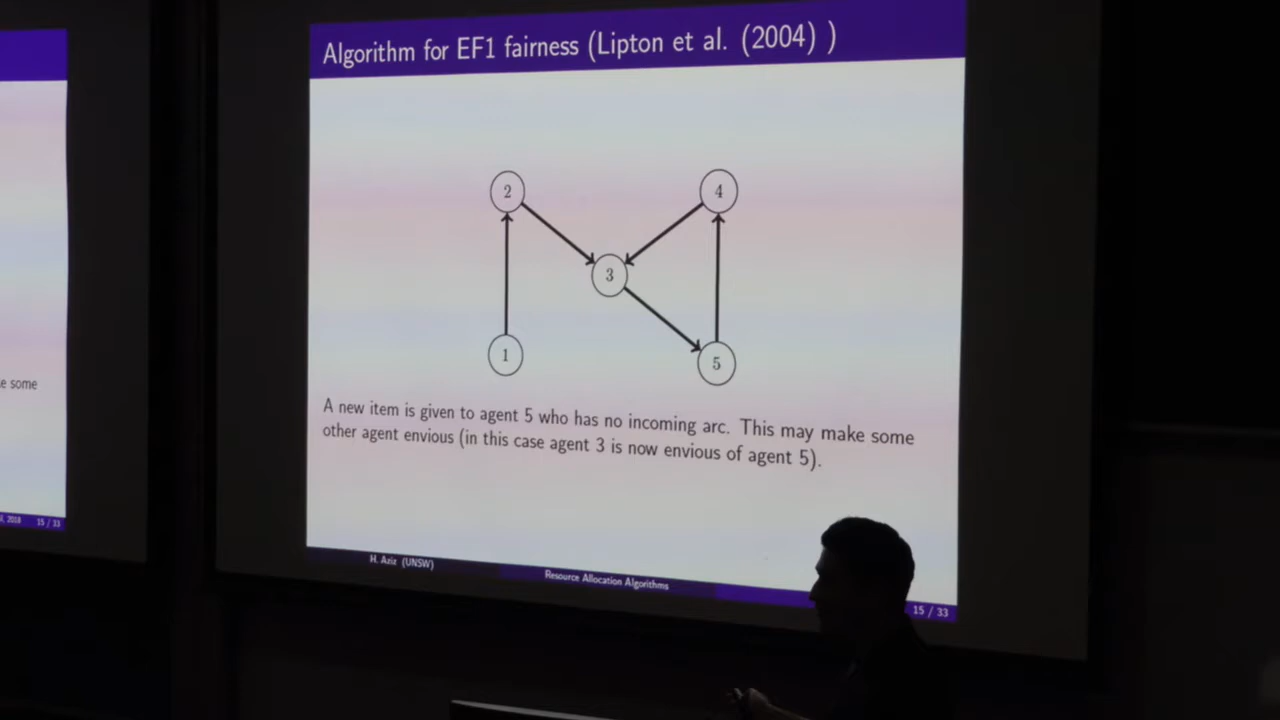 Algorithm for EF1 fairness (Lipton et al. (2004) )
2
4
3
1
5
A new item is given to agent 5 who has no incoming arc. This may make some
other agent envious (in this case agent 3 is now envious of agent 5).
H. Aziz (UNSW)
Resource Allocation Algorithms
15 / 33
some
2018
15 / 33